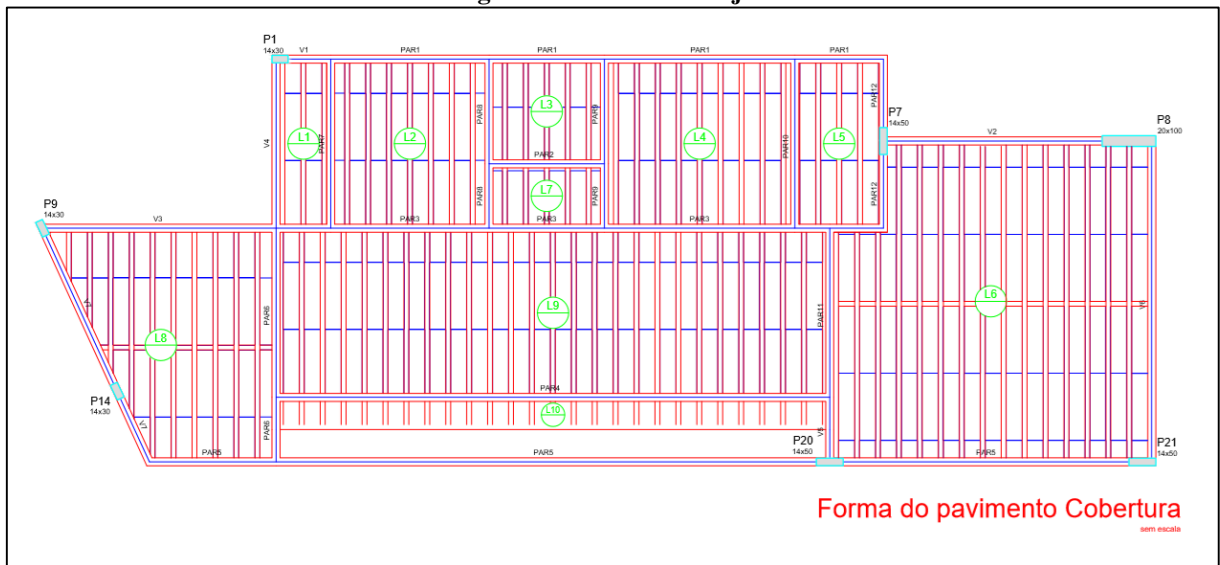 P1
14x30
V1
PAR1
PAR1
PAR1
PAR1
L1
PAR7
L2
PAR8
L3
PAR9
L4
PAR10
L5
PAR12
P7
14x50
V2
P8
20x100
V4
PAR2
L7
PAR8
PAR9
PAR12
P9
14x30
V3
PAR3
PAR3
PAR3
PAR6
L8
L9
PAR11
L6
V6
P14
14x30
V7
PAR4
L10
PAR6
V5
P20
14x50
PAR5
PAR5
PAR5
P21
14x50
Forma do pavimento Cobertura
sem escala